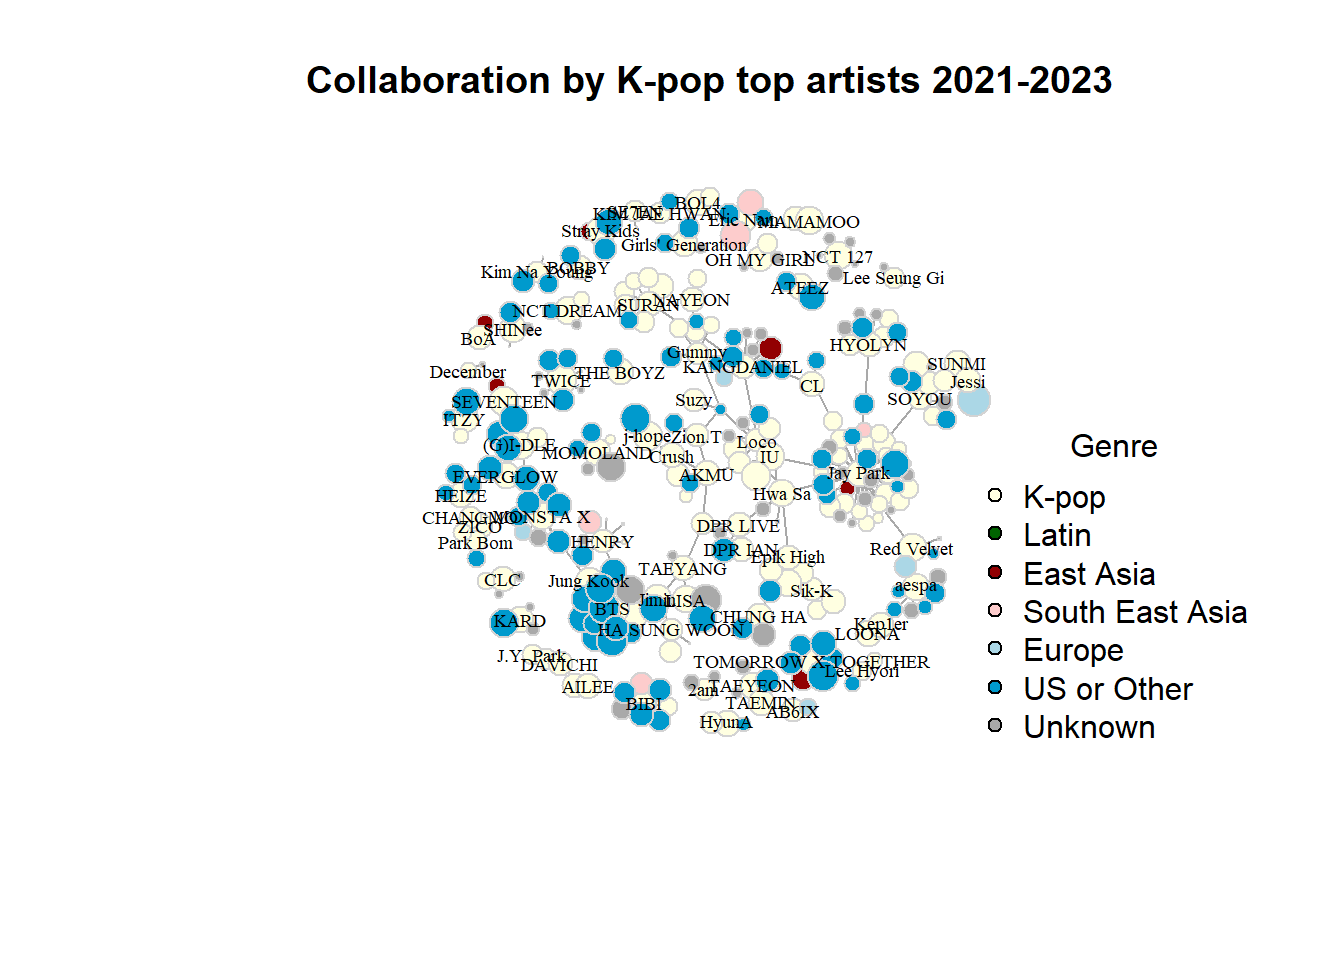 Collaboration by K-pop top artists 2021-2023
BOL4
SE7EN
KIM TAE HWAN
Eric Nam
MAMAMOO
Stray Kids
Girls' Generation
OH MY GIRL
NCT 127
BOBBY
Kim Na Young
Lee Seung Gi
ATEEZ
NAYEON
SURAN
NCT DREAM
SHINee
BoA
HYOLYN
Gummy
KANGDANIEL
SUNMI
December
THE BOYZ
TWICE
CL
Jessi
SOYOU
Suzy
SEVENTEEN
ITZY
j-hope
Zion.T
Loco
(G)I-DLE
MOMOLAND
Crush
IU
AKMU
Jay Park
EVERGLOW
HEIZE
Hwa Sa
CHANGMO
MONSTA X
ZICO
DPR LIVE
Park Bom
HENRY
DPR IAN
Epik High
Red Velvet
TAEYANG
CLC
Jung Kook
aespa
Sik-K
Jimin
LISA
BTS
CHUNG HA
KARD
HA SUNG WOON
Kep1er
LOONA
J.Y. Park
DAVICHI
TOMORROW X TOGETHER
Lee Hyori
AILEE
2am
TAEYEON
BIBI
TAEMIN
AB6IX
HyunA
Genre
K-pop
Latin
East Asia
South East Asia
Europe
US or Other
Unknown